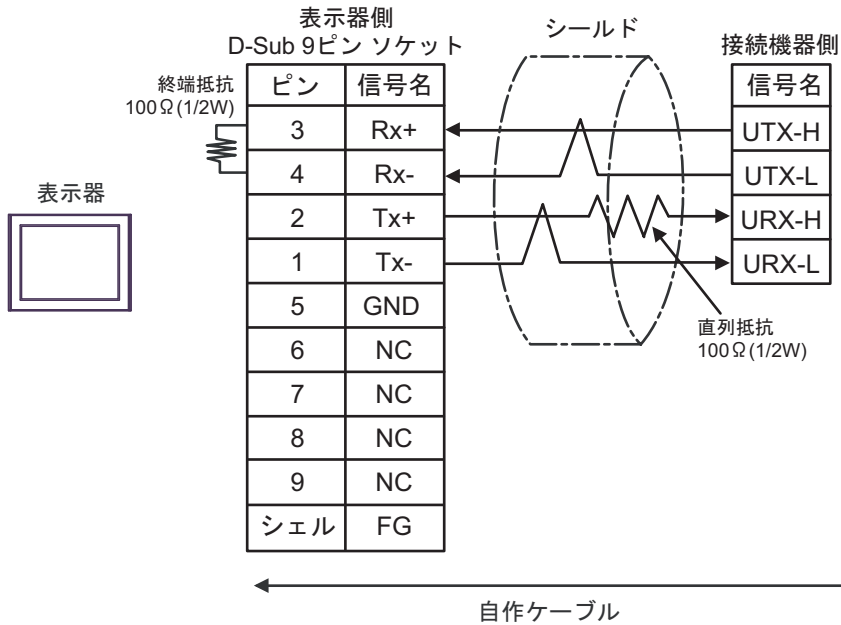 表示器側
D-Sub 9ピン ソケット
シールド
接続機器側
終端抵抗
100Ω(1/2W)
ピン 信号名
信号名
3 Rx+
UTX-H
4 Rx-
UTX-L
表示器
2 Tx+
URX-H
1 Tx-
URX-L
5 GND
直列抵抗
100Ω(1/2W)
6 NC
7 NC
8 NC
9 NC
シェル FG
自作ケーブル